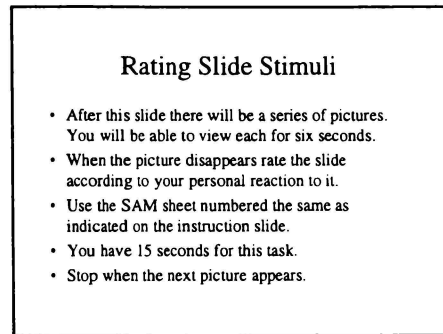 Rating Slide Stimuli
• After this slide there will be a series of pictures.
You will be able to view each for six seconds.
• When the picture disappears rate the slide
according to your personal reaction to it.
• Use the SAM sheet numbered the same as
indicated on the instruction slide.
• You have 15 seconds for this task.
• Stop when the next picture appears.